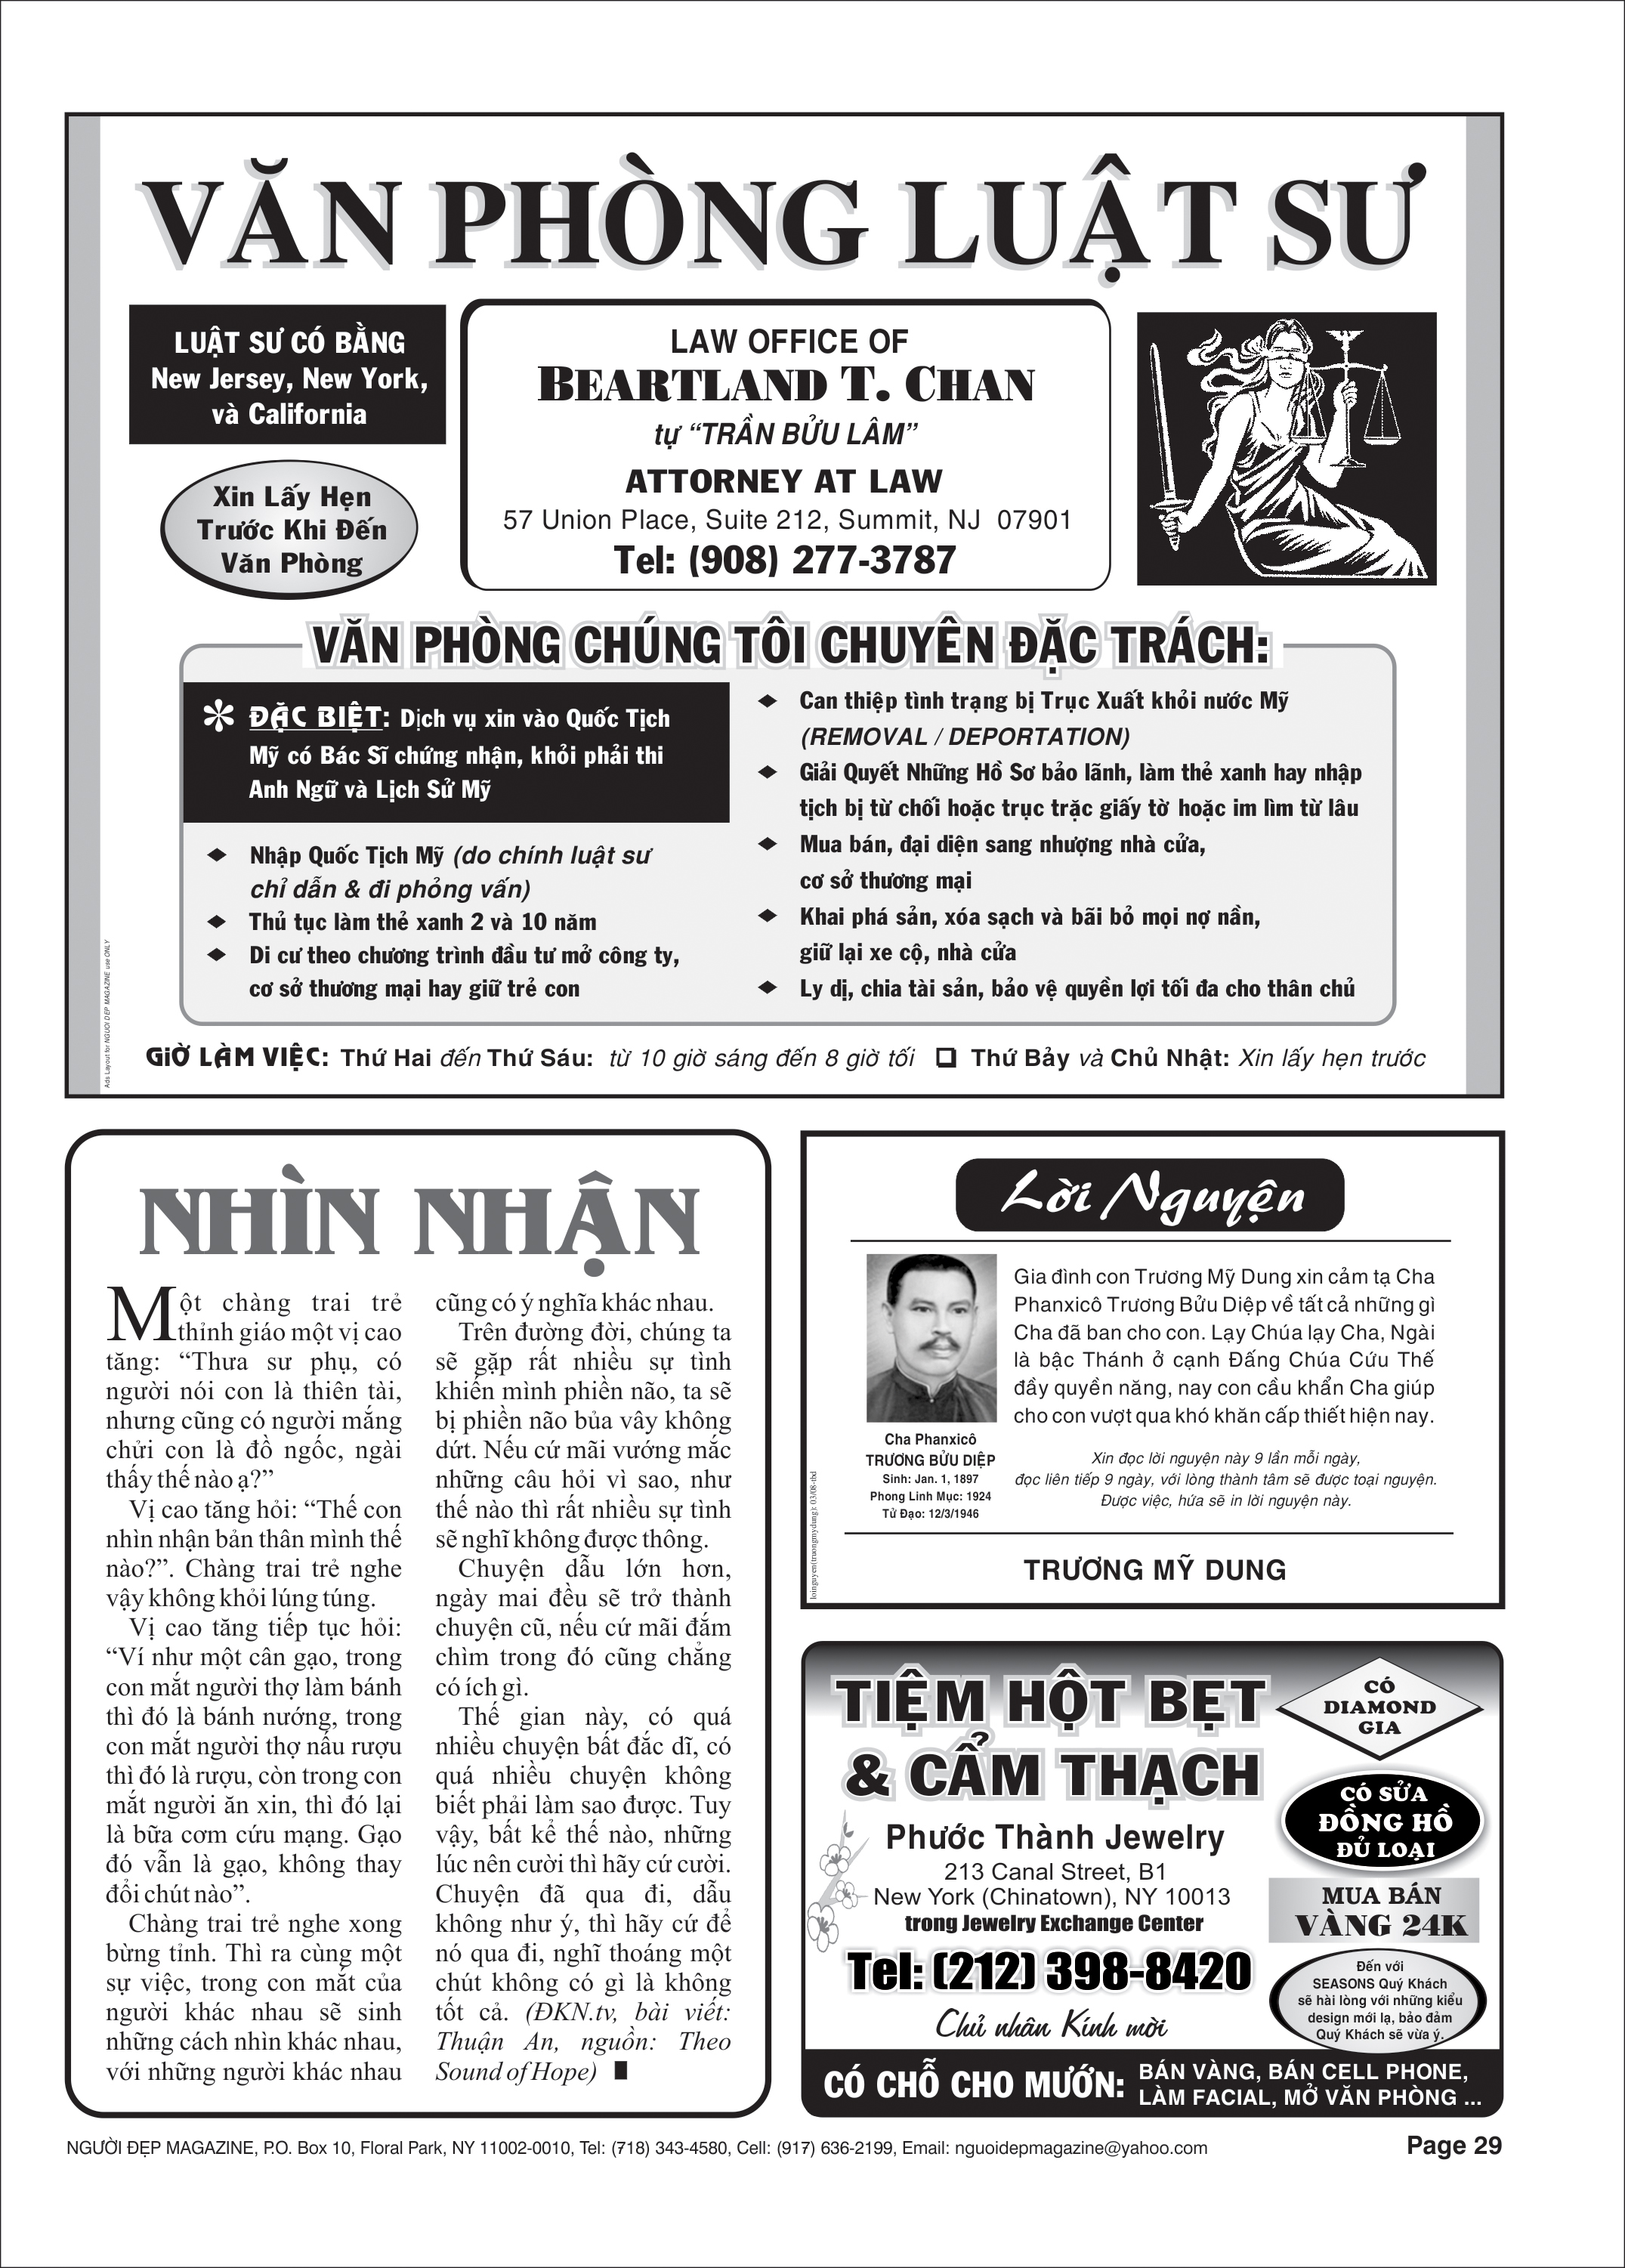 VĂN PHÒNG LUẬT SƯ
LUẬT SƯ CÓ BẰNG
New Jersey, New York,
và California
Xin Lấy Hẹn
Trước Khi Đến
Văn Phòng
LAW OFFICE OF
BEARTLAND T. CHAN
tự “TRẦN BỬU LÂM”
ATTORNEY AT LAW
57 Union Place, Suite 212, Summit, NJ 07901
Tel: (908) 277-3787
VĂN PHÒNG CHÚNG TÔI CHUYÊN ĐẶC TRÁCH:
* ĐẶC BIỆT: Dịch vụ xin vào Quốc Tịch
Mỹ có Bác Sĩ chứng nhận, khỏi phải thi
Anh Ngữ và Lịch Sử Mỹ
◆ Nhập Quốc Tịch Mỹ (do chính luật sư
chỉ dẫn & đi phỏng vấn)
◆ Thủ tục làm thẻ xanh 2 và 10 năm
◆ Di cư theo chương trình đầu tư mở công ty,
cơ sở thương mại hay giữ trẻ con
◆ Can thiệp tình trạng bị Trục Xuất khỏi nước Mỹ
(REMOVAL / DEPORTATION)
◆ Giải Quyết Những Hồ Sơ bảo lãnh, làm thẻ xanh hay nhập
tịch bị từ chối hoặc trục trặc giấy tờ hoặc im lìm từ lâu
◆ Mua bán, đại diện sang nhượng nhà cửa,
cơ sở thương mại
◆ Khai phá sản, xóa sạch và bãi bỏ mọi nợ nần,
giữ lại xe cộ, nhà cửa
◆ Ly dị, chia tài sản, bảo vệ quyền lợi tối đa cho thân chủ
GIỜ LÀM VIỆC: Thứ Hai đến Thứ Sáu: từ 10 giờ sáng đến 8 giờ tối ❑ Thứ Bảy và Chủ Nhật: Xin lấy hẹn trước
Ads Layout for NGUOI DEP MAGAZINE use ONLY
NHÌN NHẬN
Một chàng trai trẻ
thỉnh giáo một vị cao
tăng: “Thưa sư phụ, có
người nói con là thiên tài,
nhưng cũng có người mắng
chửi con là đồ ngốc, ngài
thấy thế nào ạ?”
Vị cao tăng hỏi: “Thế con
nhìn nhận bản thân mình thế
nào?”. Chàng trai trẻ nghe
vậy không khỏi lúng túng.
Vị cao tăng tiếp tục hỏi:
“Ví như một cân gạo, trong
con mắt người thợ làm bánh
thì đó là bánh nướng, trong
con mắt người thợ nấu rượu
thì đó là rượu, còn trong con
mắt người ăn xin, thì đó lại
là bữa cơm cứu mạng. Gạo
đó vẫn là gạo, không thay
đổi chút nào”.
Chàng trai trẻ nghe xong
bừng tỉnh. Thì ra cùng một
sự việc, trong con mắt của
người khác nhau sẽ sinh
những cách nhìn khác nhau,
với những người khác nhau
cũng có ý nghĩa khác nhau.
Trên đường đời, chúng ta
sẽ gặp rất nhiều sự tình
khiến mình phiền não, ta sẽ
bị phiền não bủa vây không
dứt. Nếu cứ mãi vướng mắc
những câu hỏi vì sao, như
thế nào thì rất nhiều sự tình
sẽ nghĩ không được thông.
Chuyện dẫu lớn hơn,
ngày mai đều sẽ trở thành
chuyện cũ, nếu cứ mãi đắm
chìm trong đó cũng chẳng
có ích gì.
Thế gian này, có quá
nhiều chuyện bất đắc dĩ, có
quá nhiều chuyện không
biết phải làm sao được. Tuy
vậy, bất kể thế nào, những
lúc nên cười thì hãy cứ cười.
Chuyện đã qua đi, dẫu
không như ý, thì hãy cứ để
nó qua đi, nghĩ thoáng một
chút không có gì là không
tốt cả. (ĐKN.tv, bài viết:
Thuận An, nguồn: Theo
Sound of Hope)
Lời Nguyện
Cha Phanxicô
TRƯƠNG BỬU DIỆP
Sinh: Jan. 1, 1897
Phong Linh Mục: 1924
Tử Đạo: 12/3/1946
Gia đình con Trương Mỹ Dung xin cảm tạ Cha
Phanxicô Trương Bửu Diệp về tất cả những gì
Cha đã ban cho con. Lạy Chúa lạy Cha, Ngài
là bậc Thánh ở cạnh Đấng Chúa Cứu Thế
đầy quyền năng, nay con cầu khẩn Cha giúp
cho con vượt qua khó khăn cấp thiết hiện nay.
Xin đọc lời nguyện này 9 lần mỗi ngày,
đọc liên tiếp 9 ngày, với lòng thành tâm sẽ được toại nguyện.
Được việc, hứa sẽ in lời nguyện này.
loinguyen(truongmydung): 03/08-tbd
TRƯƠNG MỸ DUNG
TIỆM HỘT BẸT
& CẨM THẠCH
Phước Thành Jewelry
213 Canal Street, B1
New York (Chinatown), NY 10013
trong Jewelry Exchange Center
Tel: (212) 398-8420
Chủ nhân Kính mời
CÓ
DIAMOND
GIA
CÓ SỬA
ĐỒNG HỒ
ĐỦ LOẠI
MUA BÁN
VÀNG 24K
Đến với
SEASONS Quý Khách
sẽ hài lòng với những kiểu
design mới lạ, bảo đảm
Quý Khách sẽ vừa ý.
CÓ CHỖ CHO MƯỚN: BÁN VÀNG, BÁN CELL PHONE,
LÀM FACIAL, MỞ VĂN PHÒNG ...
NGƯỜI ĐẸP MAGAZINE, P.O. Box 10, Floral Park, NY 11002-0010, Tel: (718) 343-4580, Cell: (917) 636-2199, Email: nguoidepmagazine@yahoo.com
Page 29